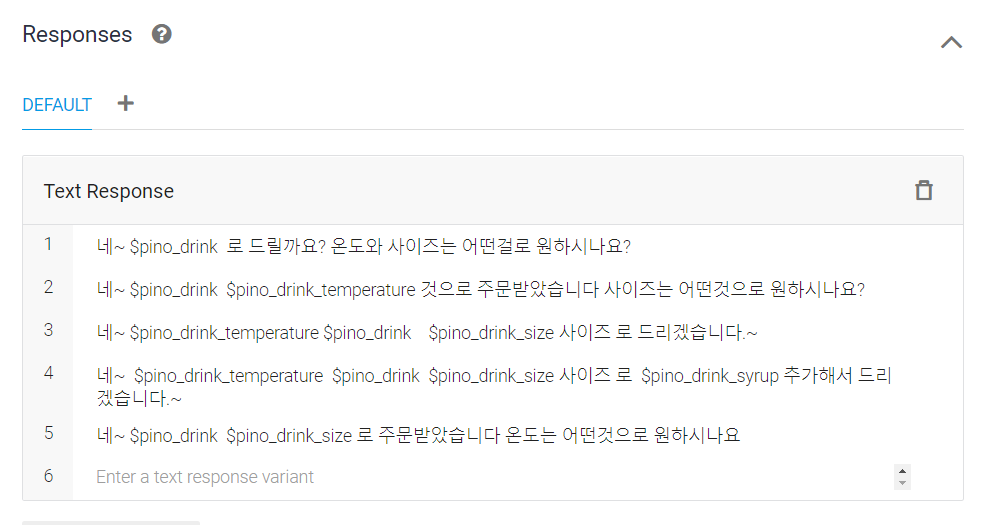 Responses ?
DEFAULT +
Text Response
1 네~ $pino_drink 로 드릴까요? 온도와 사이즈는 어떤걸로 원하시나요?
2 네~ $pino_drink $pino_drink_temperature 것으로 주문받았습니다 사이즈는 어떤것으로 원하시나요?
3 네~ $pino_drink_temperature $pino_drink $pino_drink_size 사이즈 로 드리겠습니다.~
4 네~ $pino_drink_temperature $pino_drink $pino_drink_size 사이즈 로 $pino_drink_syrup 추가해서 드리
겠습니다.~
5 네~ $pino_drink $pino_drink_size 로 주문받았습니다 온도는 어떤것으로 원하시나요
6 Enter a text response variant